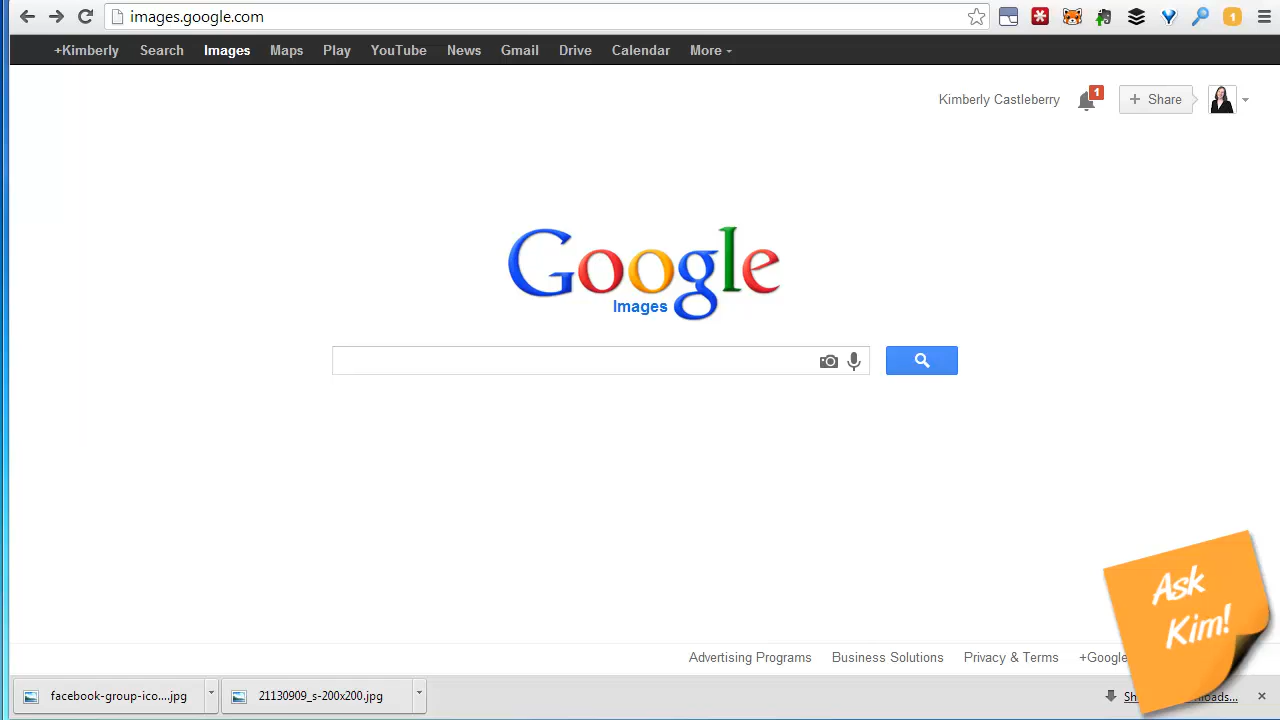 images.google.com
1
+Kimberly Search Images Maps Play YouTube News Gmail Drive Calendar More
Kimberly Castleberry 1 + Share
Google
Images
Ask
Kim!
Advertising Programs Business Solutions Privacy & Terms +Google
facebook-group-ico....jpg 21130909_s-200x200.jpg